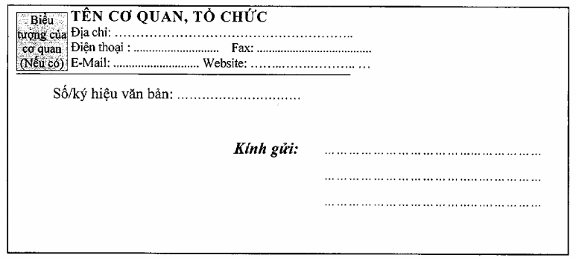 Biểu tượng của cơ quan (Nếu có)
TÊN CƠ QUAN, TỔ CHỨC
Địa chỉ: ………………………………………..
Điện thoại : .......................... Fax: ..................................
E-Mail: .......................... Website: ………………….. …
Số/ký hiệu văn bản: …………………………
Kính gửi: ………………………………………
………………………………………
………………………………………